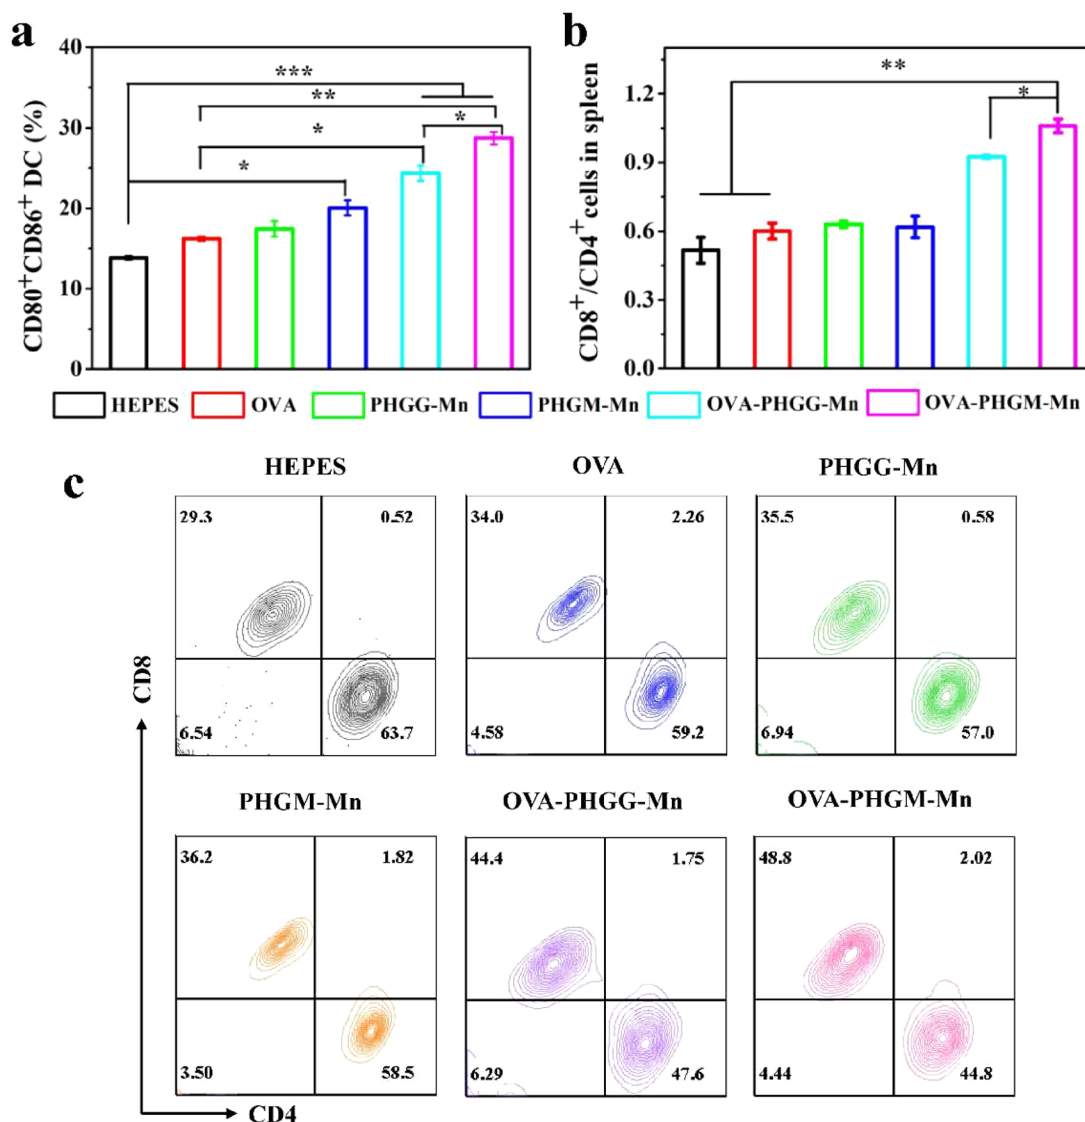 a
b
CD80⁺CD86⁺ DC (%)
40
30
20
10
0
***
**
*
*
*
CD8⁺/CD4⁺cells in spleen
1.2
0.9
0.6
0.3
0.0
**
*
HEPES OVA PHGG-Mn PHGM-Mn OVA-PHGG-Mn OVA-PHGM-Mn
c
HEPES OVA PHGG-Mn
29.3 0.52 34.0 2.26 35.5 0.58
6.54 63.7 4.58 59.2 6.94 57.0
PHGM-Mn OVA-PHGG-Mn OVA-PHGM-Mn
36.2 1.82 44.4 1.75 48.8 2.02
3.50 58.5 6.29 47.6 4.44 44.8
CD8
CD4